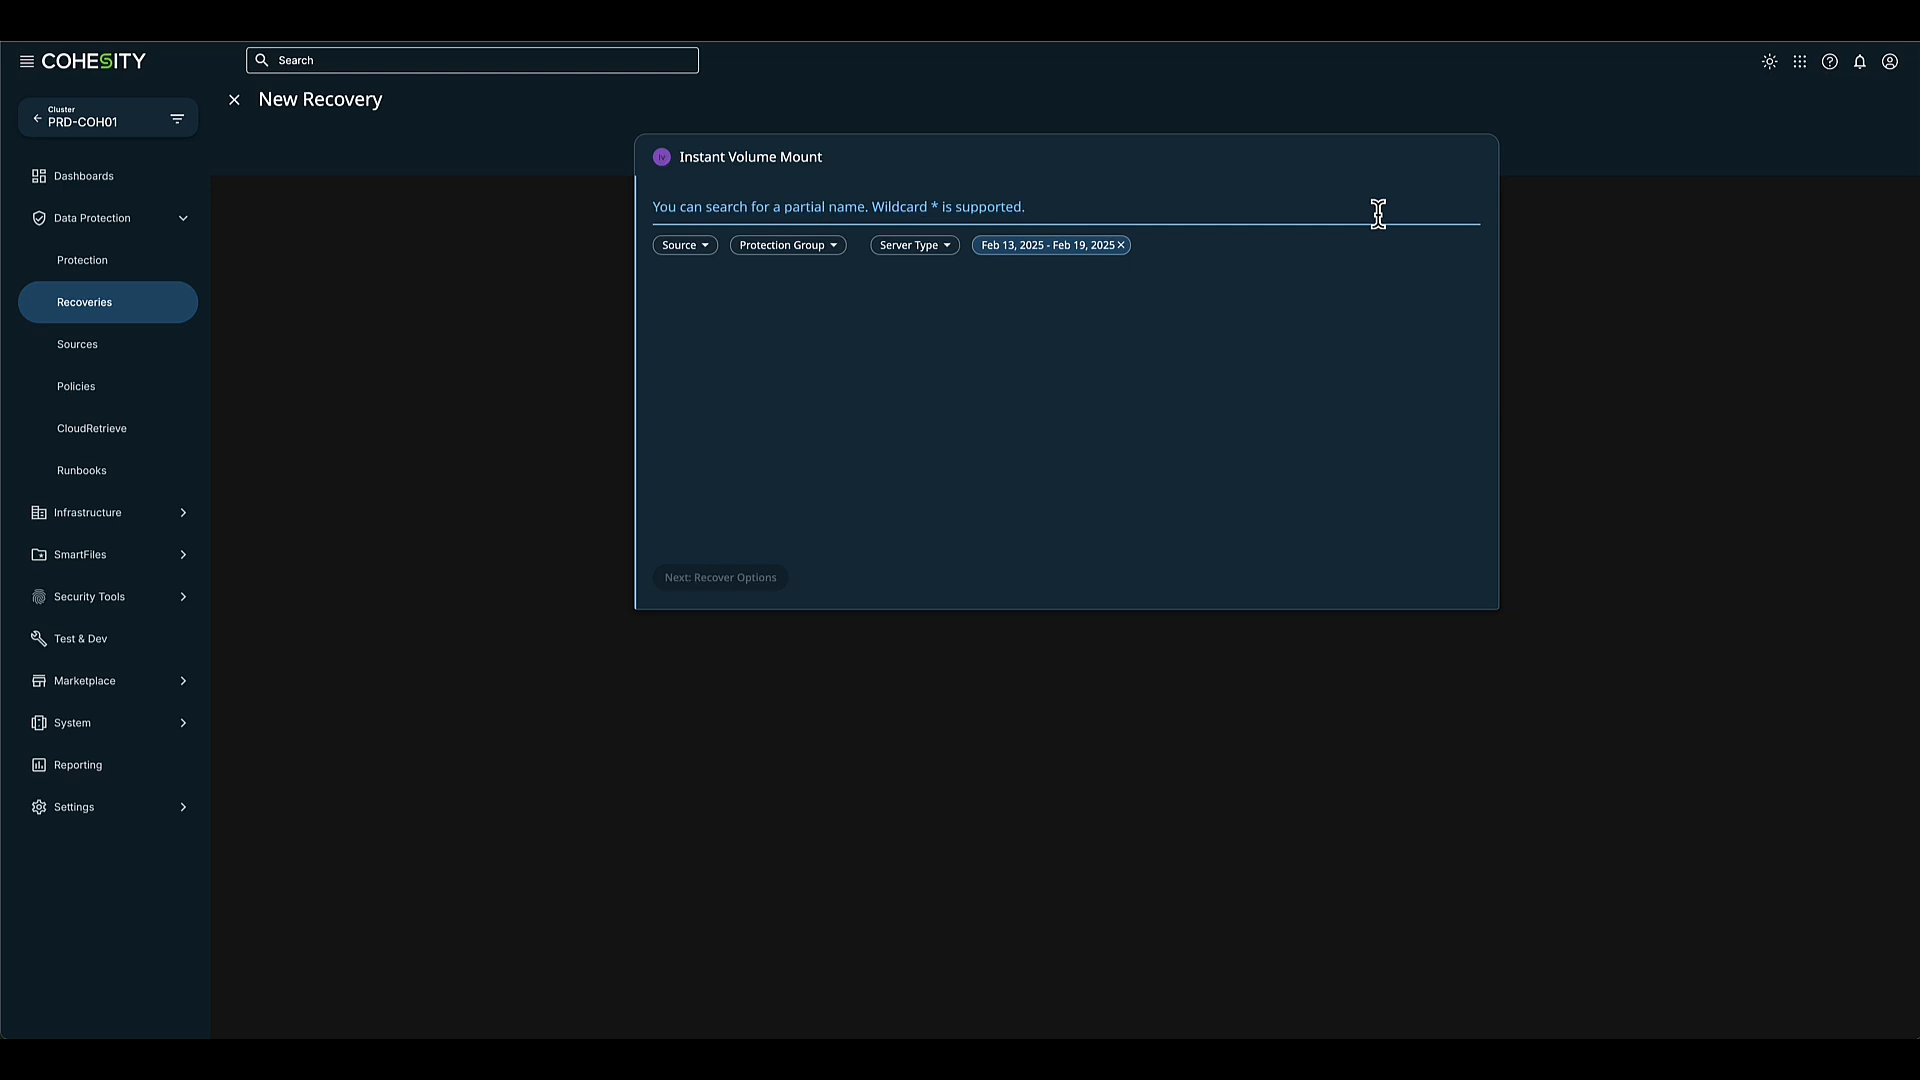 COHESITY
Search
Cluster
PRD-COH01
New Recovery
Dashboards
Data Protection
Protection
Recoveries
Sources
Policies
CloudRetrieve
Runbooks
Infrastructure
SmartFiles
Security Tools
Test & Dev
Marketplace
System
Reporting
Settings
iv Instant Volume Mount
You can search for a partial name. Wildcard * is supported.
Source Protection Group Server Type Feb 13, 2025 - Feb 19, 2025
Next: Recover Options